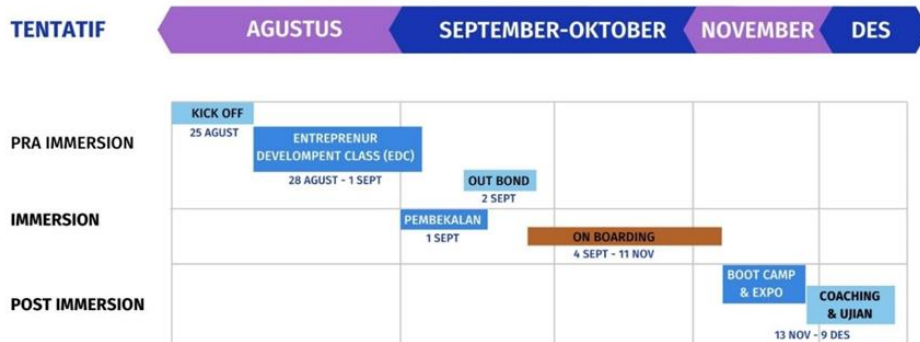 TENTATIF
AGUSTUS
SEPTEMBER-OKTOBER
NOVEMBER
DES
PRA IMMERSION
KICK OFF
25 AGUST
ENTREPRENUR
DEVELOMPENT CLASS (EDC)
28 AGUST - 1 SEPT
OUT BOND
2 SEPT
IMMERSION
PEMBEKALAN
1 SEPT
ON BOARDING
4 SEPT - 11 NOV
POST IMMERSION
BOOT CAMP
& EXPO
COACHING
& UJIAN
13 NOV - 9 DES